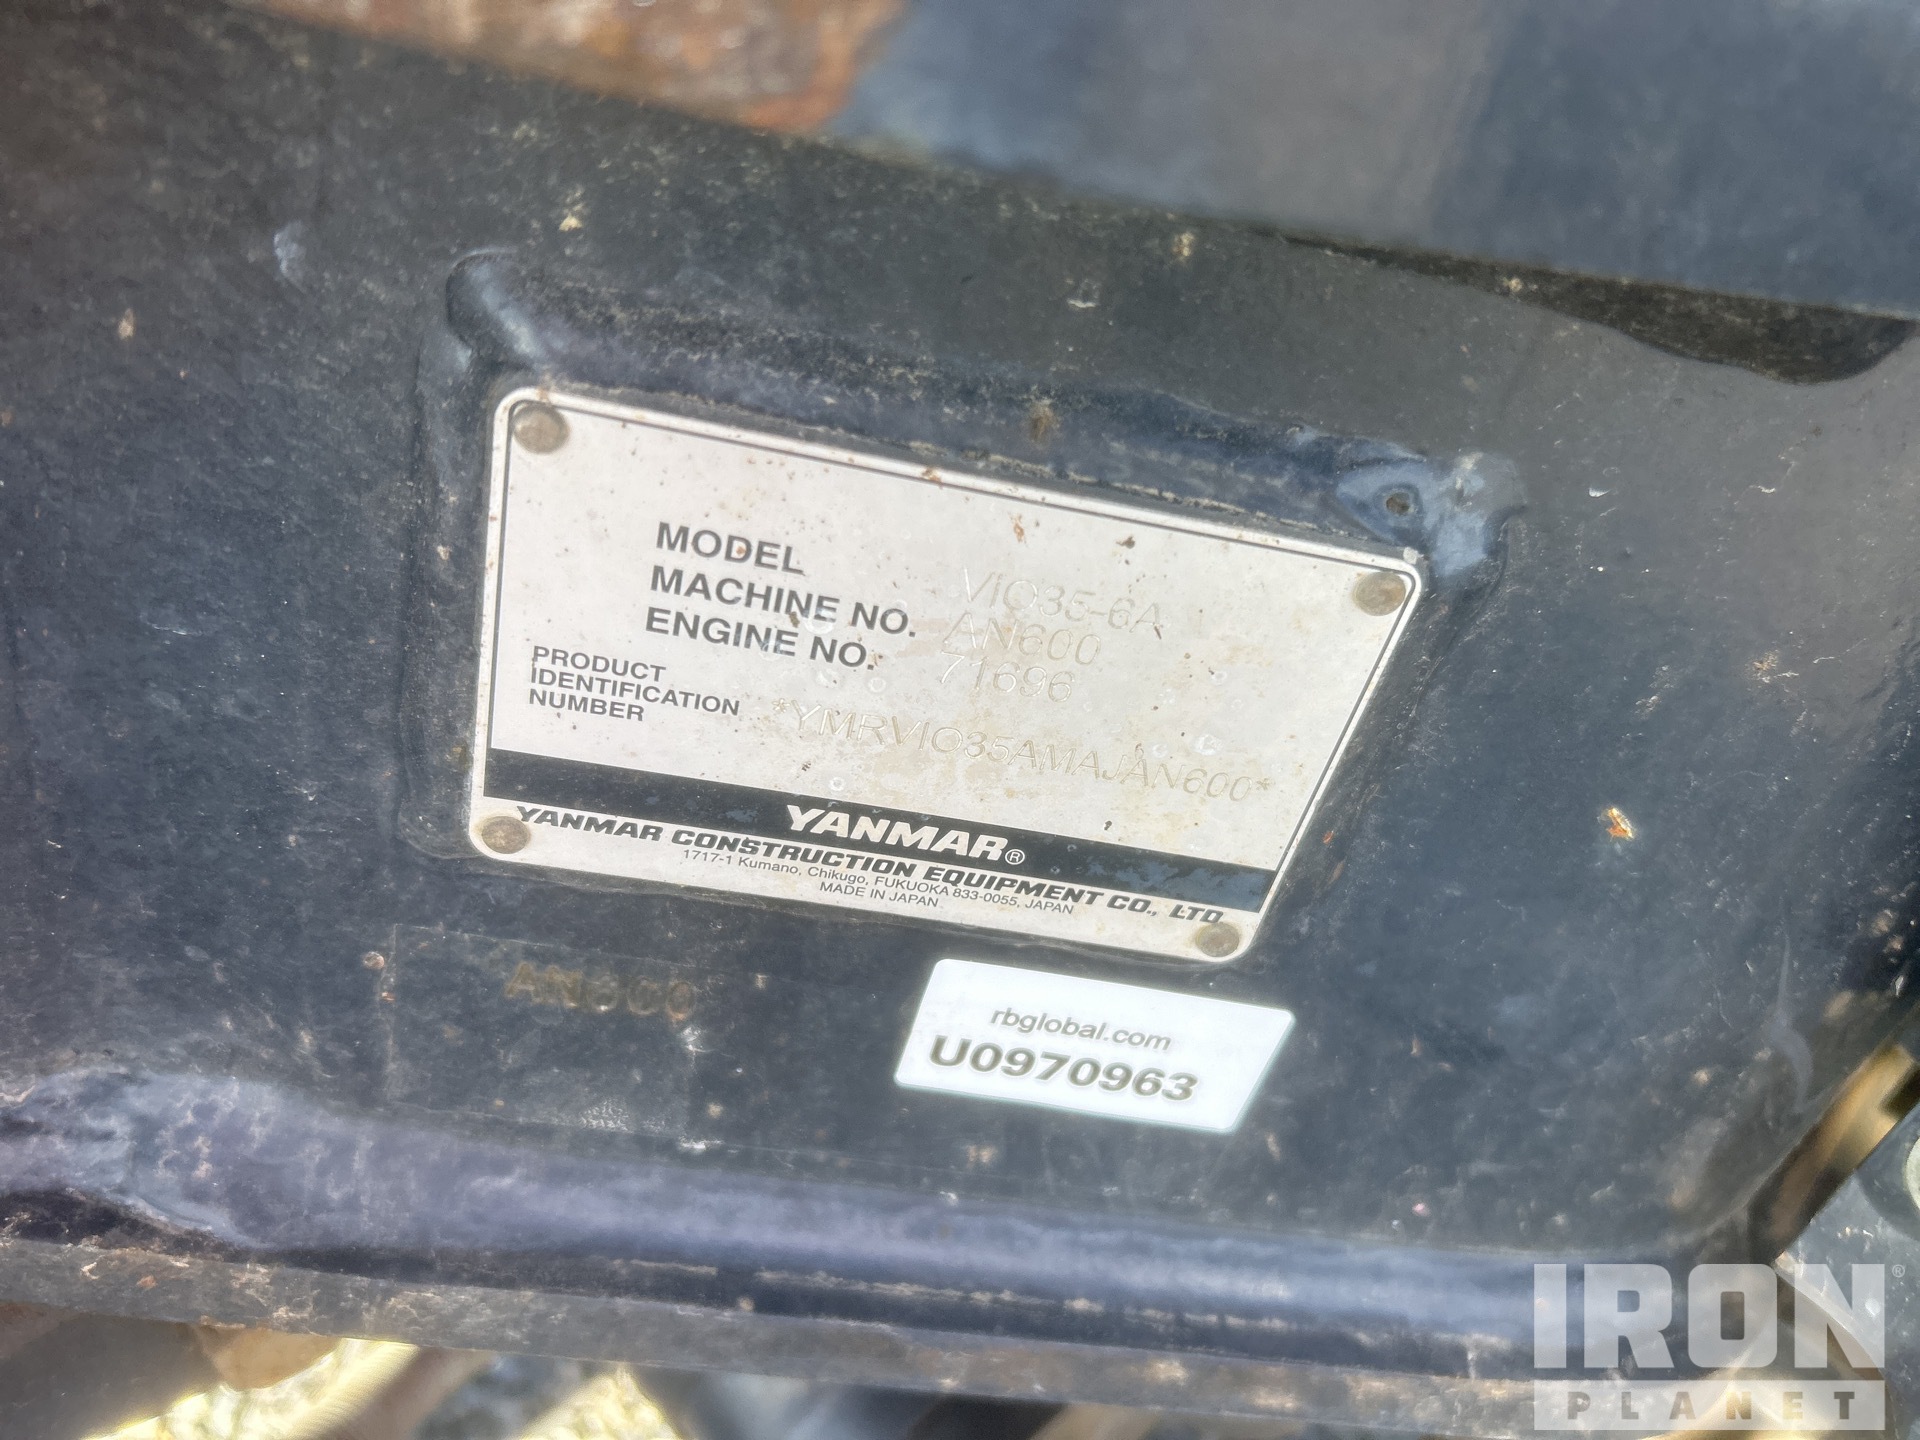 MODEL VIO35-6A
MACHINE NO. AN600
ENGINE NO. 71696
PRODUCT
IDENTIFICATION
NUMBER *YMRVIO35AMAJAN600*
YANMAR®
YANMAR CONSTRUCTION EQUIPMENT CO., LTD.
1717-1 Kumano, Chikugo, FUKUOKA 833-0055, JAPAN
MADE IN JAPAN
AN600
rbglobal.com
U0970963
IRON®
PLANET